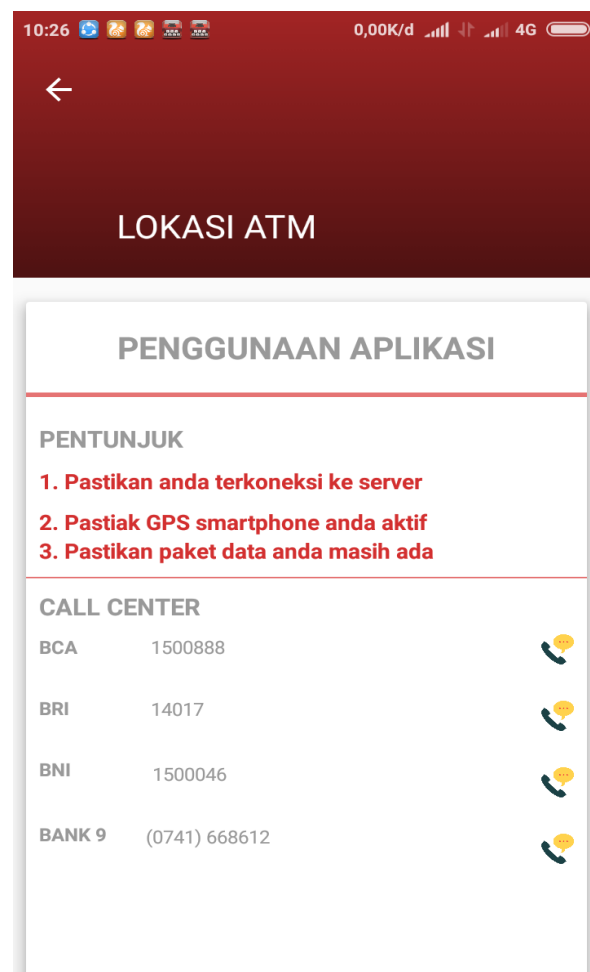 10:26 0,00K/d 4G
LOKASI ATM
PENGGUNAAN APLIKASI
PENTUNJUK
1. Pastikan anda terkoneksi ke server
2. Pastiak GPS smartphone anda aktif
3. Pastikan paket data anda masih ada
CALL CENTER
BCA 1500888
BRI 14017
BNI 1500046
BANK 9 (0741) 668612